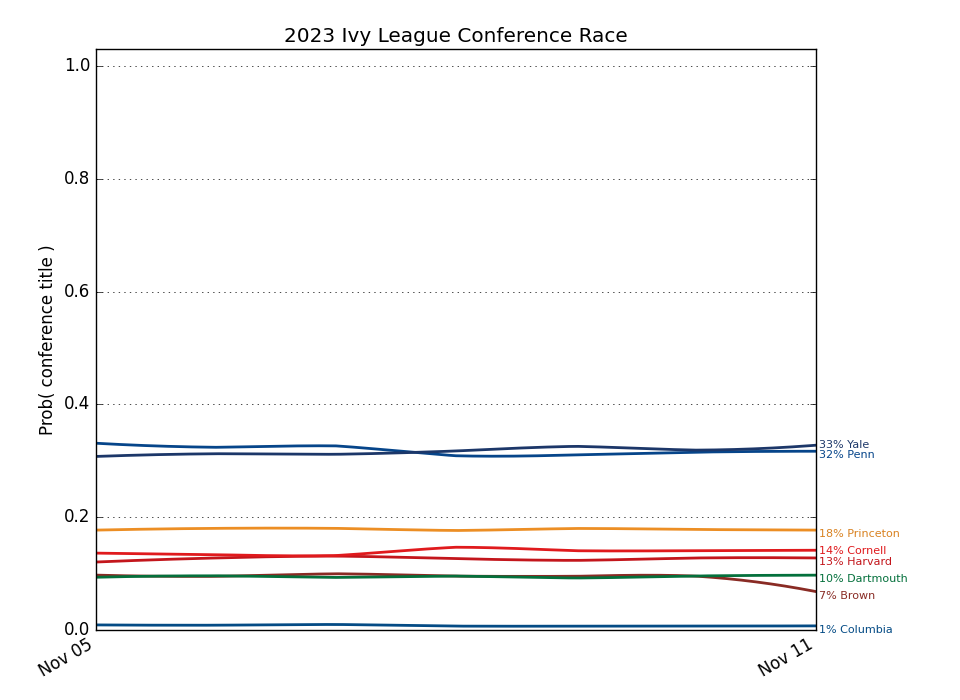 2023 Ivy League Conference Race
Prob( conference title )
1.0
0.8
0.6
0.4
0.2
0.0
Nov 05
Nov 11
33% Yale
32% Penn
18% Princeton
14% Cornell
13% Harvard
10% Dartmouth
7% Brown
1% Columbia